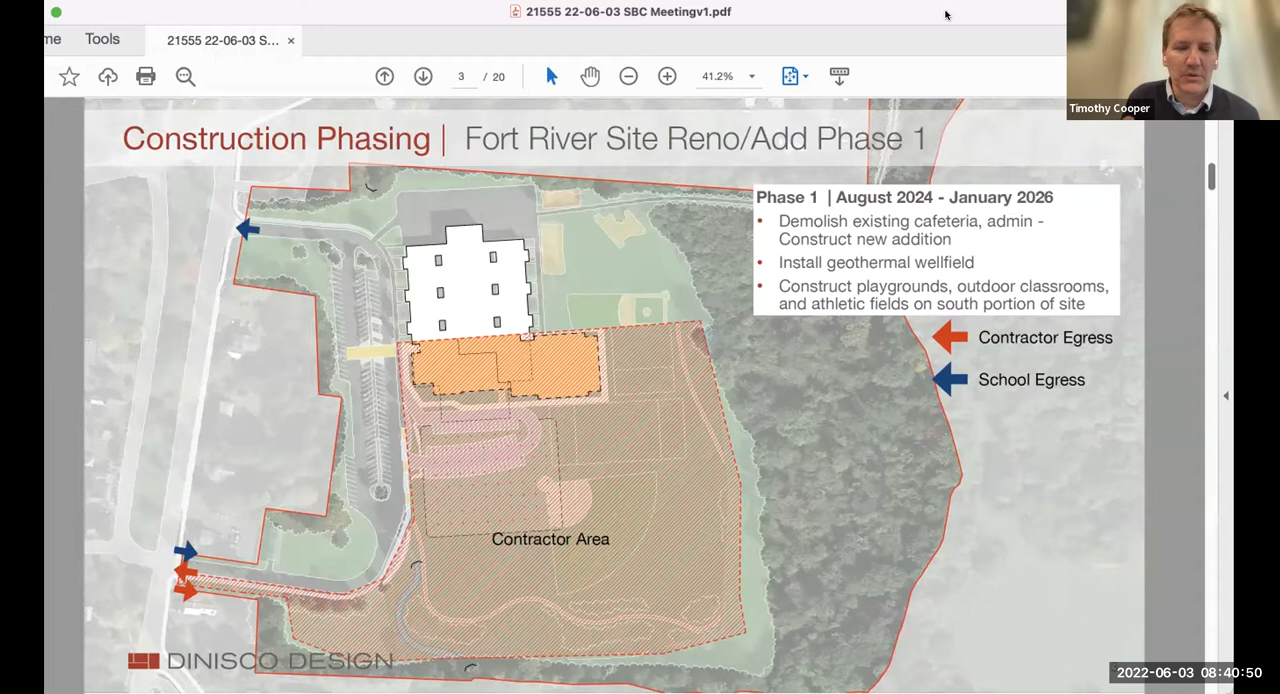 21555 22-06-03 SBC Meetingv1.pdf
me
Tools
21555 22-06-03 S... ×
3 / 20
41.2%
Timothy Cooper
Construction Phasing | Fort River Site Reno/Add Phase 1
Phase 1 | August 2024 - January 2026
• Demolish existing cafeteria, admin -
Construct new addition
• Install geothermal wellfield
• Construct playgrounds, outdoor classrooms,
and athletic fields on south portion of site
Contractor Egress
School Egress
Contractor Area
DINISCO DESIGN
2022-06-03 08:40:50